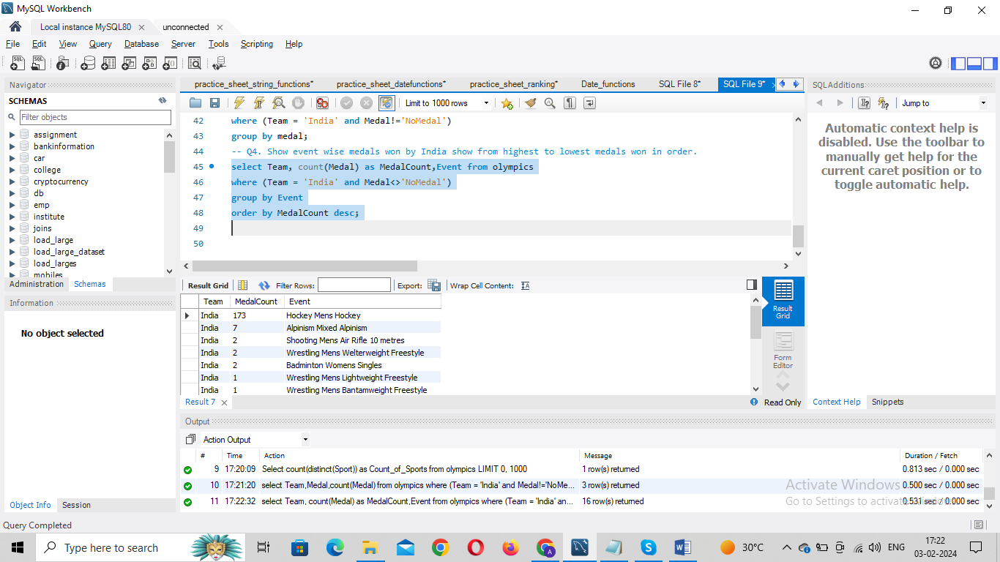 MySQL Workbench
Local instance MySQL80
unconnected
File Edit View Query Database Server Tools Scripting Help
Navigator
SCHEMAS
Filter objects
assignment
bankinformation
car
college
cryptocurrency
db
emp
institute
joins
load_large
load_large_dataset
load_larges
mobiles
Administration Schemas
Information
No object selected
Object Info Session
practice_sheet_string_functions* practice_sheet_datefunctions* practice_sheet_ranking* Date_functions SQL File 8* SQL File 9*
Limit to 1000 rows
42 where (Team = 'India' and Medal!='NoMedal')
43 group by medal;
44 -- Q4. Show event wise medals won by India show from highest to lowest medals won in order.
45 select Team, count(Medal) as MedalCount,Event from olympics
46 where (Team = 'India' and Medal<>'NoMedal')
47 group by Event
48 order by MedalCount desc;
49
50
Result Grid Filter Rows: Export: Wrap Cell Content:
Team MedalCount Event
India 173 Hockey Mens Hockey
India 7 Alpinism Mixed Alpinism
India 2 Shooting Mens Air Rifle 10 metres
India 2 Wrestling Mens Welterweight Freestyle
India 2 Badminton Womens Singles
India 1 Wrestling Mens Lightweight Freestyle
India 1 Wrestling Mens Bantamweight Freestyle
Result
Grid
Form
Editor
Result 7
Read Only
SQLAdditions
Jump to
Automatic context help is
disabled. Use the toolbar to
manually get help for the
current caret position or to
toggle automatic help.
Context Help Snippets
Output
Action Output
# Time Action Message Duration / Fetch
9 17:20:09 Select count(distinct(Sport)) as Count_of_Sports from olympics LIMIT 0, 1000 1 row(s) returned 0.813 sec / 0.000 sec
10 17:21:20 select Team,Medal,count(Medal) from olympics where (Team = 'India' and Medal!='NoMe... 3 row(s) returned 0.500 sec / 0.000 sec
11 17:22:32 select Team, count(Medal) as MedalCount,Event from olympics where (Team = 'India' an... 16 row(s) returned 0.531 sec / 0.000 sec
Activate Windows
Go to Settings to activate Windows.
Query Completed
Type here to search
30°C
ENG
17:22
03-02-2024